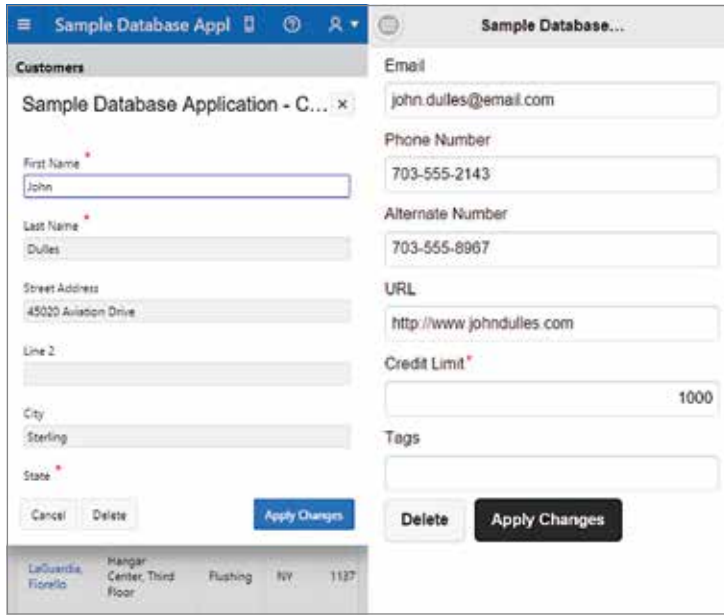 Sample Database Appl
Customers
Sample Database Application - C... ×
First Name *
John
Last Name *
Dulles
Street Address
45020 Aviation Drive
Line 2
City
Sterling
State *
Cancel Delete Apply Changes
LaGuardia, Fiorello Hangar Center, Third Floor Flushing NY 1137
Sample Database...
Email
john.dulles@email.com
Phone Number
703-555-2143
Alternate Number
703-555-8967
URL
http://www.johndulles.com
Credit Limit*
1000
Tags
Delete Apply Changes